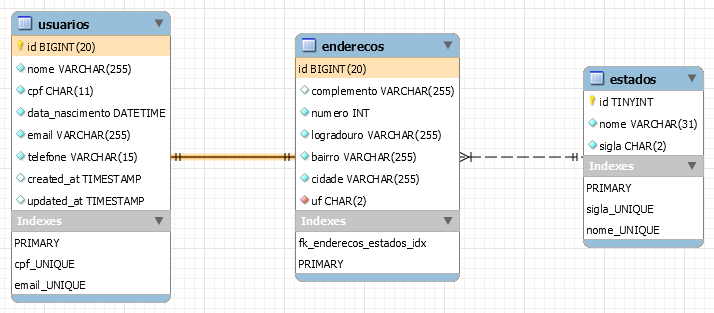 usuarios
id BIGINT(20)
nome VARCHAR(255)
cpf CHAR(11)
data_nascimento DATETIME
email VARCHAR(255)
telefone VARCHAR(15)
created_at TIMESTAMP
updated_at TIMESTAMP
Indexes
PRIMARY
cpf_UNIQUE
email_UNIQUE
enderecos
id BIGINT(20)
complemento VARCHAR(255)
numero INT
logradouro VARCHAR(255)
bairro VARCHAR(255)
cidade VARCHAR(255)
uf CHAR(2)
Indexes
fk_enderecos_estados_idx
PRIMARY
estados
id TINYINT
nome VARCHAR(31)
sigla CHAR(2)
Indexes
PRIMARY
sigla_UNIQUE
nome_UNIQUE